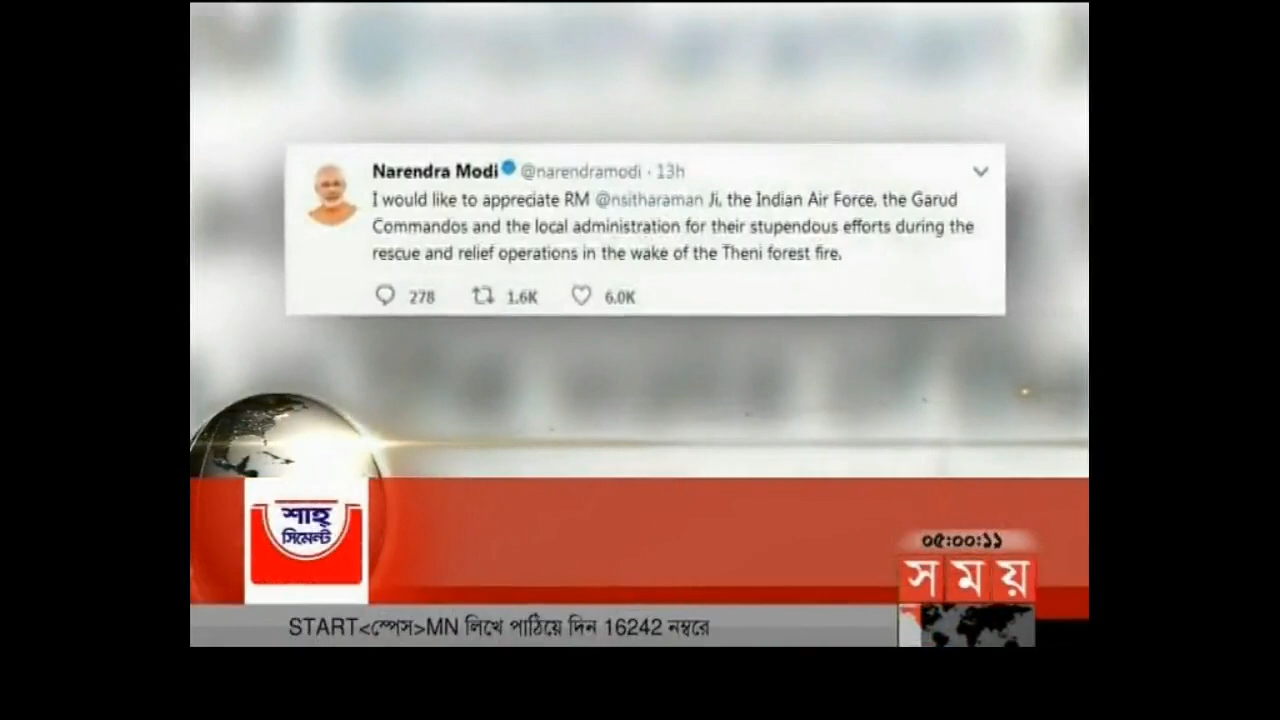 Narendra Modi @narendramodi · 13h
I would like to appreciate RM @nsitharaman Ji, the Indian Air Force, the Garud
Commandos and the local administration for their stupendous efforts during the
rescue and relief operations in the wake of the Theni forest fire.
278 1.6K 6.0K
শাহ্
সিমেন্ট
০৫:০০:১১
সময়
START<স্পেস>MN লিখে পাঠিয়ে দিন 16242 নম্বরে